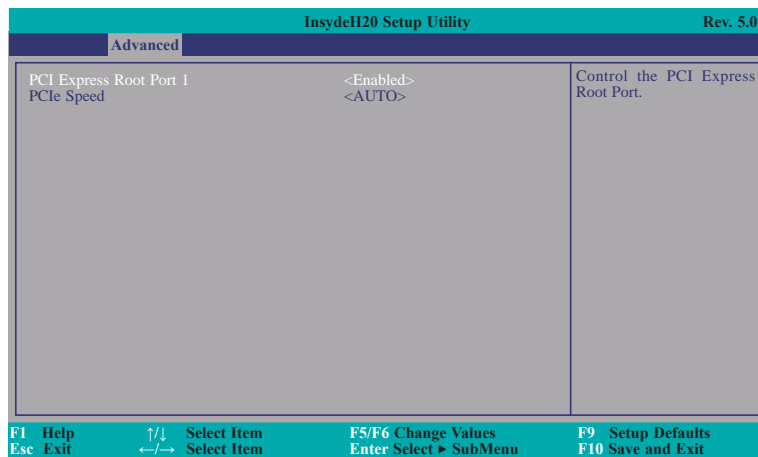 InsydeH20 Setup Utility Rev. 5.0
Advanced
PCI Express Root Port 1 <Enabled>
PCIe Speed <AUTO>
Control the PCI Express
Root Port.
F1 Help ↑/↓ Select Item F5/F6 Change Values F9 Setup Defaults
Esc Exit ←/→ Select Item Enter Select ► SubMenu F10 Save and Exit